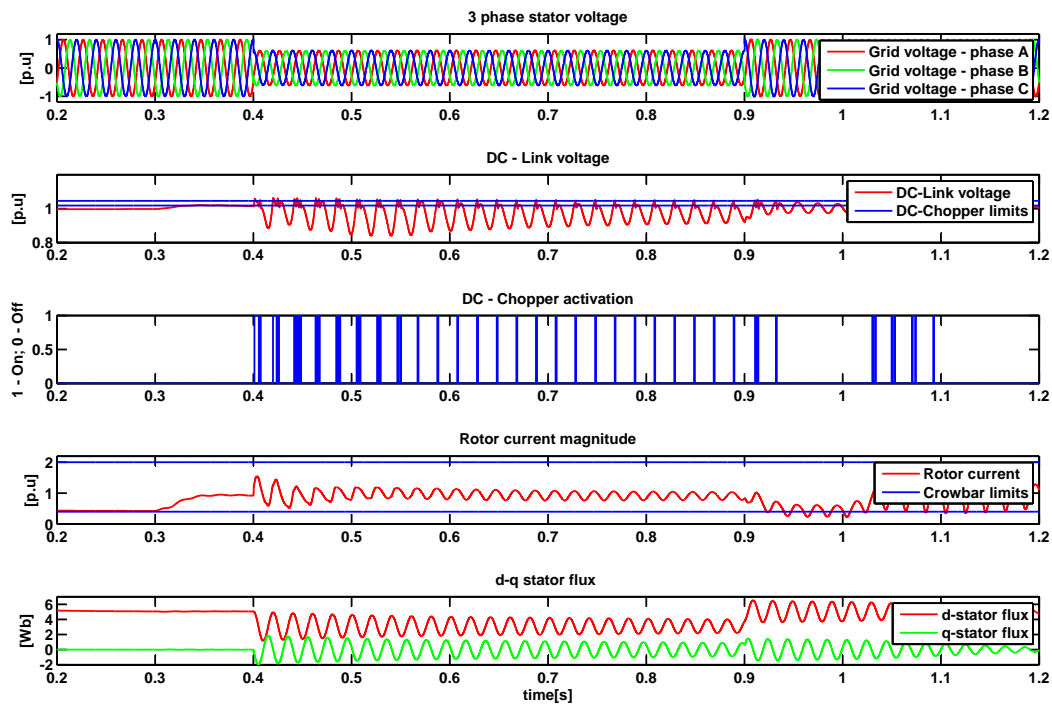 3 phase stator voltage
[p.u]
1
0
-1
Grid voltage - phase A
Grid voltage - phase B
Grid voltage - phase C
0.2 0.3 0.4 0.5 0.6 0.7 0.8 0.9 1 1.1 1.2
DC - Link voltage
[p.u]
1
0.8
DC-Link voltage
DC-Chopper limits
0.2 0.3 0.4 0.5 0.6 0.7 0.8 0.9 1 1.1 1.2
DC - Chopper activation
1 - On; 0 - Off
1
0.5
0
0.2 0.3 0.4 0.5 0.6 0.7 0.8 0.9 1 1.1 1.2
Rotor current magnitude
[p.u]
2
1
0
Rotor current
Crowbar limits
0.2 0.3 0.4 0.5 0.6 0.7 0.8 0.9 1 1.1 1.2
d-q stator flux
[Wb]
6
4
2
0
-2
d-stator flux
q-stator flux
0.2 0.3 0.4 0.5 0.6 0.7 0.8 0.9 1 1.1 1.2
time[s]